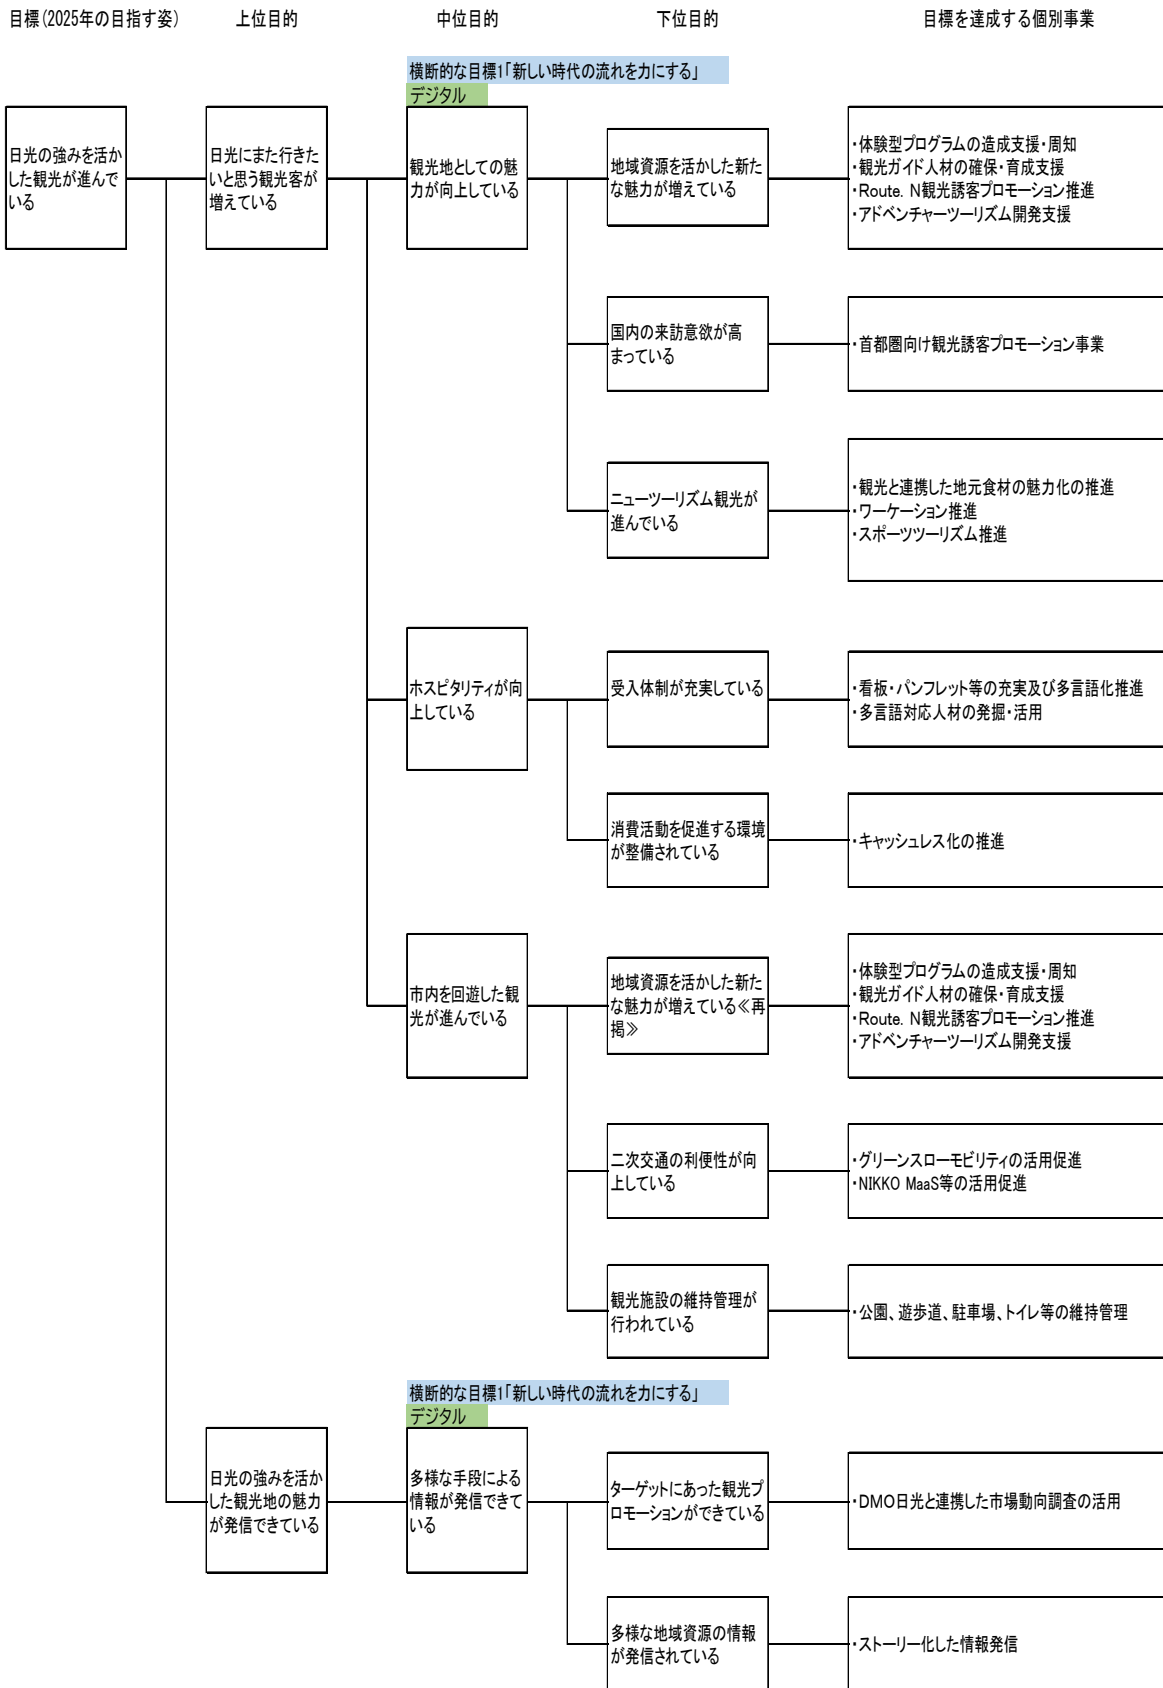 目標(2025年の目指す姿)
上位目的
中位目的
下位目的
目標を達成する個別事業
横断的な目標1「新しい時代の流れを力にする」
デジタル
日光の強みを活か
した観光が進んで
いる
日光にまた行きた
いと思う観光客が
増えている
観光地としての魅
力が向上している
地域資源を活かした新た
な魅力が増えている
・体験型プログラムの造成支援・周知
・観光ガイド人材の確保・育成支援
・Route. N観光誘客プロモーション推進
・アドベンチャーツーリズム開発支援
国内の来訪意欲が高
まっている
・首都圏向け観光誘客プロモーション事業
ニューツーリズム観光が
進んでいる
・観光と連携した地元食材の魅力化の推進
・ワーケーション推進
・スポーツツーリズム推進
ホスピタリティが向
上している
受入体制が充実している
・看板・パンフレット等の充実及び多言語化推進
・多言語対応人材の発掘・活用
消費活動を促進する環境
が整備されている
・キャッシュレス化の推進
市内を回遊した観
光が進んでいる
地域資源を活かした新た
な魅力が増えている≪再
掲≫
・体験型プログラムの造成支援・周知
・観光ガイド人材の確保・育成支援
・Route. N観光誘客プロモーション推進
・アドベンチャーツーリズム開発支援
二次交通の利便性が向
上している
・グリーンスローモビリティの活用促進
・NIKKO MaaS等の活用促進
観光施設の維持管理が
行われている
・公園、遊歩道、駐車場、トイレ等の維持管理
横断的な目標1「新しい時代の流れを力にする」
デジタル
日光の強みを活か
した観光地の魅力
が発信できている
多様な手段による
情報が発信できて
いる
ターゲットにあった観光プ
ロモーションができている
・DMO日光と連携した市場動向調査の活用
多様な地域資源の情報
が発信されている
・ストーリー化した情報発信